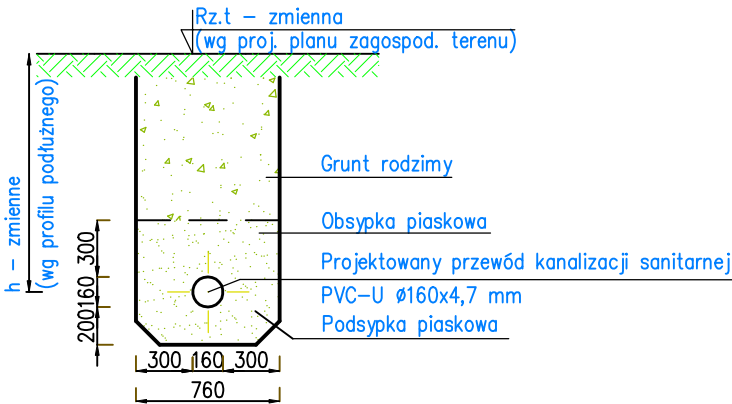 Rz.t – zmienna
(wg proj. planu zagospod. terenu)
h – zmienne
(wg profilu podłużnego)
Grunt rodzimy
Obsypka piaskowa
Projektowany przewód kanalizacji sanitarnej
PVC-U ø160x4,7 mm
Podsypka piaskowa
300
160
200
300
160
300
760